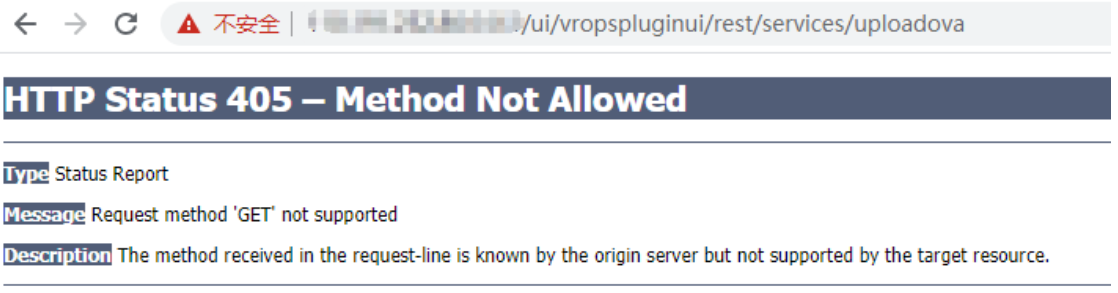 不安全 | /ui/vropspluginui/rest/services/uploadova
HTTP Status 405 – Method Not Allowed
Type Status Report
Message Request method 'GET' not supported
Description The method received in the request-line is known by the origin server but not supported by the target resource.